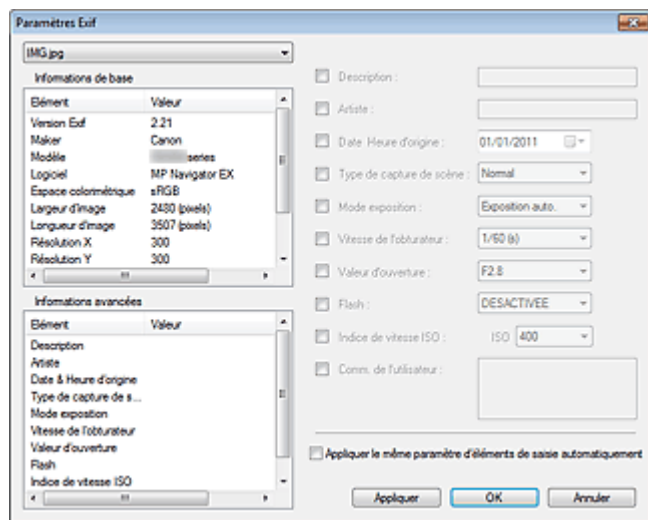 Paramètres Exif
IMG.jpg
Informations de base
Elément Valeur
Version Exif 2.21
Maker Canon
Modèle series
Logiciel MP Navigator EX
Espace colorimétrique sRGB
Largeur d'image 2480 (pixels)
Longueur d'image 3507 (pixels)
Résolution X 300
Résolution Y 300
Informations avancées
Elément Valeur
Description
Artiste
Date & Heure d'origine
Type de capture de s...
Mode exposition
Vitesse de l'obturateur
Valeur d'ouverture
Flash
Indice de vitesse ISO
Description :
Artiste :
Date Heure d'origine : 01/01/2011
Type de capture de scène : Normal
Mode exposition : Exposition auto.
Vitesse de l'obturateur : 1/60 (s)
Valeur d'ouverture : F2.8
Flash : DESACTIVEE
Indice de vitesse ISO : ISO 400
Comm. de l'utilisateur :
Appliquer le même paramètre d'éléments de saisie automatiquement
Appliquer OK Annuler